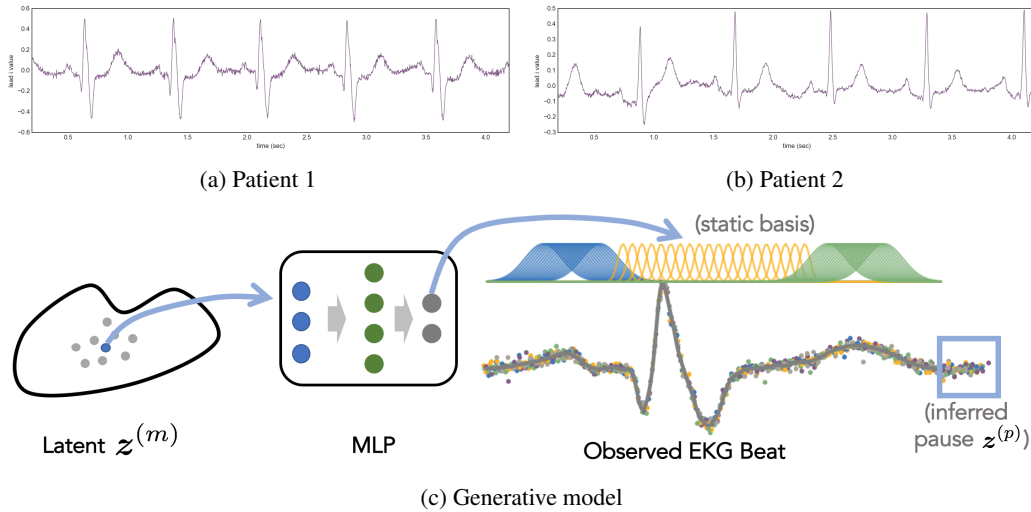 0.6
0.4
0.2
0.0
−0.2
−0.4
−0.6
lead i value
0.5 1.0 1.5 2.0 2.5 3.0 3.5 4.0
time (sec)
0.5
0.4
0.3
0.2
0.1
0.0
−0.1
−0.2
−0.3
lead i value
0.5 1.0 1.5 2.0 2.5 3.0 3.5 4.0
time (sec)
(a) Patient 1
(b) Patient 2
(static basis)
Latent z^(m)
MLP
Observed EKG Beat
(inferred
pause z^(p))
(c) Generative model